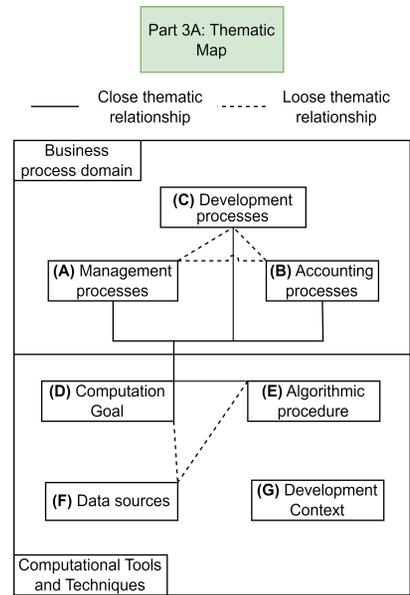 Part 3A: Thematic
Map
Close thematic
relationship
Loose thematic
relationship
Business
process domain
(C) Development
processes
(A) Management
processes
(B) Accounting
processes
(D) Computation
Goal
(E) Algorithmic
procedure
(F) Data sources
(G) Development
Context
Computational Tools
and Techniques